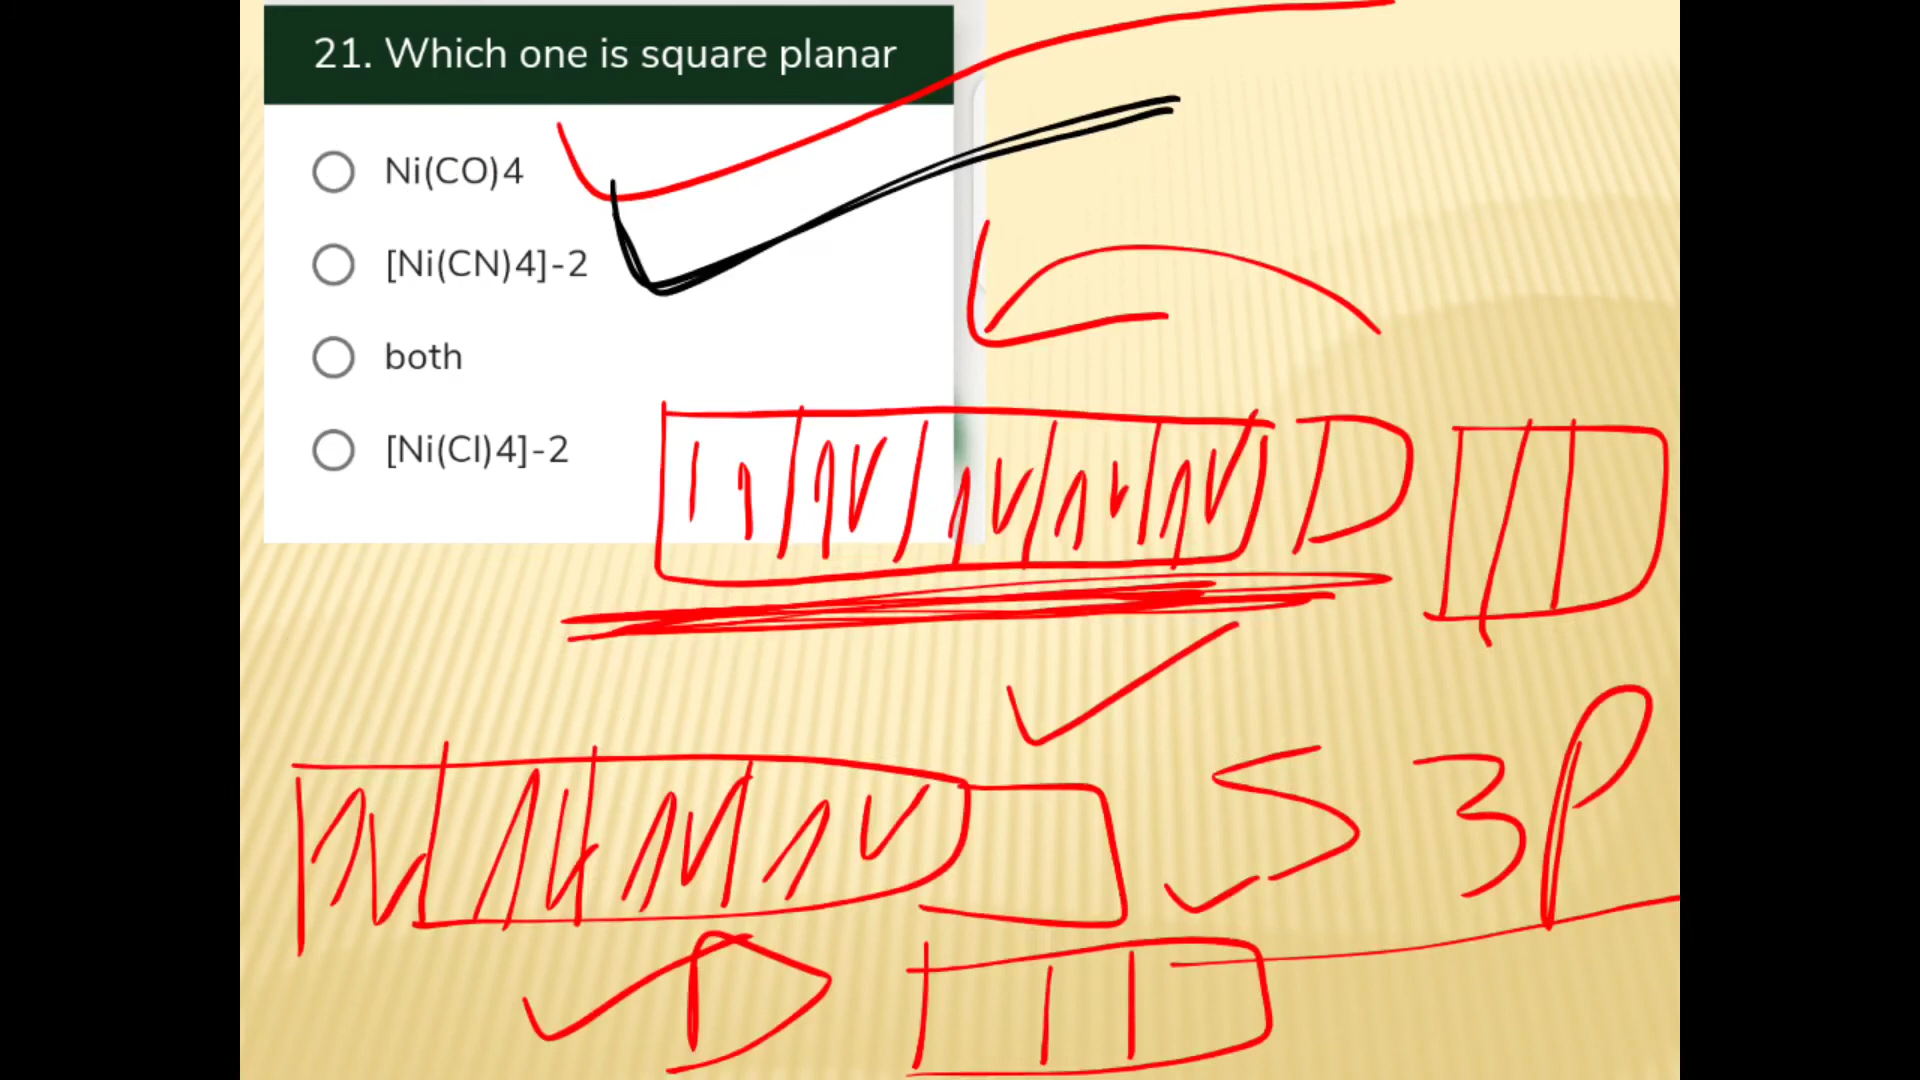 21. Which one is square planar
Ni(CO)4
[Ni(CN)4]-2
both
[Ni(Cl)4]-2
S 3P